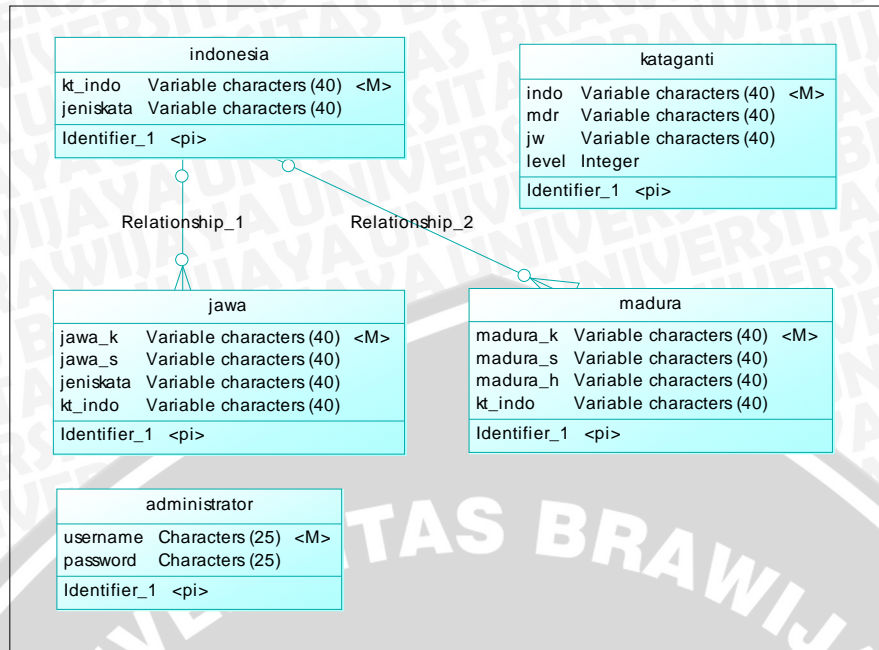 indonesia
kt_indo Variable characters (40) <M>
jeniskata Variable characters (40)
Identifier_1 <pi>
kataganti
indo Variable characters (40) <M>
mdr Variable characters (40)
jw Variable characters (40)
level Integer
Identifier_1 <pi>
Relationship_1
Relationship_2
jawa
jawa_k Variable characters (40) <M>
jawa_s Variable characters (40)
jeniskata Variable characters (40)
kt_indo Variable characters (40)
Identifier_1 <pi>
madura
madura_k Variable characters (40) <M>
madura_s Variable characters (40)
madura_h Variable characters (40)
kt_indo Variable characters (40)
Identifier_1 <pi>
administrator
username Characters (25) <M>
password Characters (25)
Identifier_1 <pi>
ITAS BRAWIJ